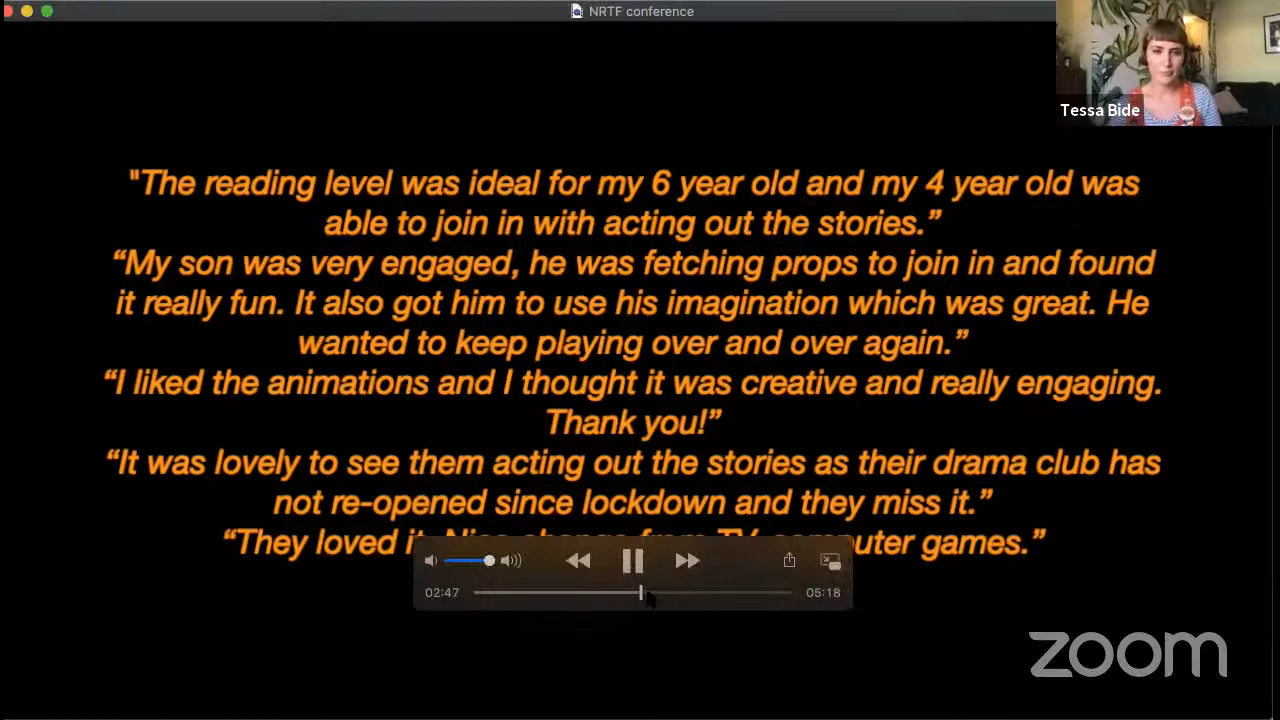 NRTF conference
Tessa Bide
"The reading level was ideal for my 6 year old and my 4 year old was
able to join in with acting out the stories.”
“My son was very engaged, he was fetching props to join in and found
it really fun. It also got him to use his imagination which was great. He
wanted to keep playing over and over again.”
“I liked the animations and I thought it was creative and really engaging.
Thank you!”
“It was lovely to see them acting out the stories as their drama club has
not re-opened since lockdown and they miss it.”
“They loved it. Nice change from TV, computer games.”
02:47
05:18
zoom